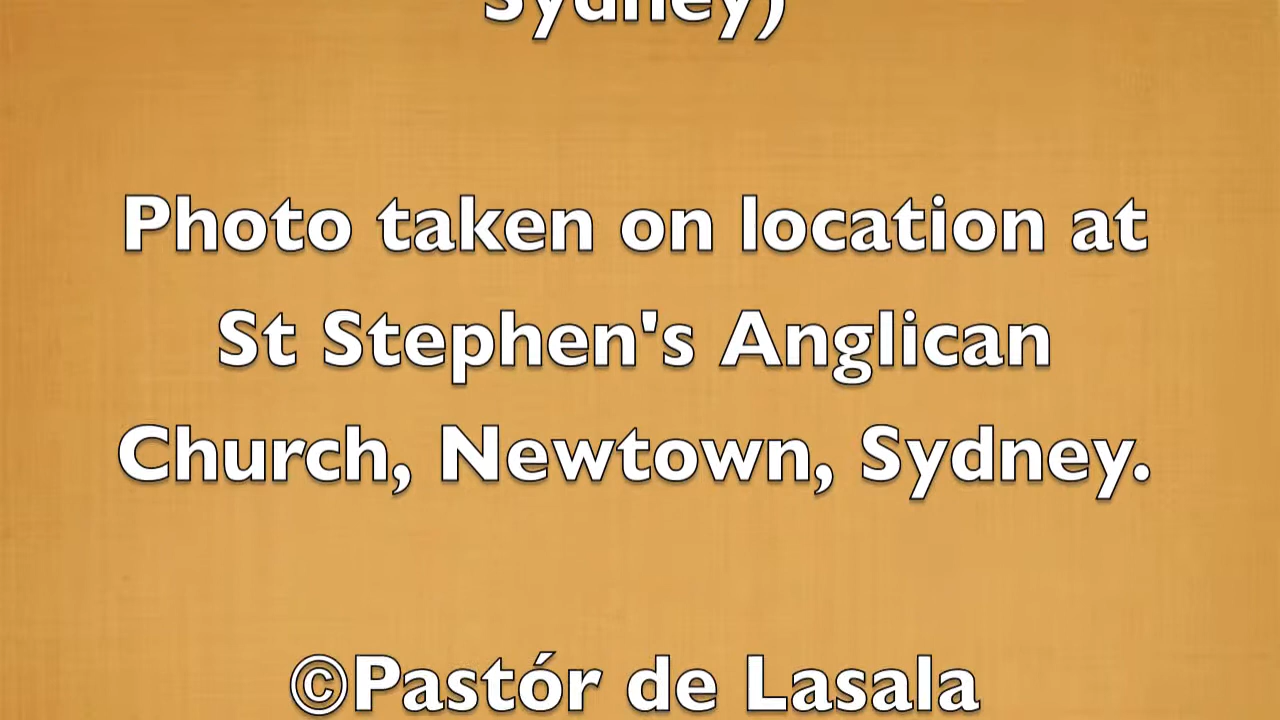 Sydney)
Photo taken on location at
St Stephen's Anglican
Church, Newtown, Sydney.
©Pastór de Lasala